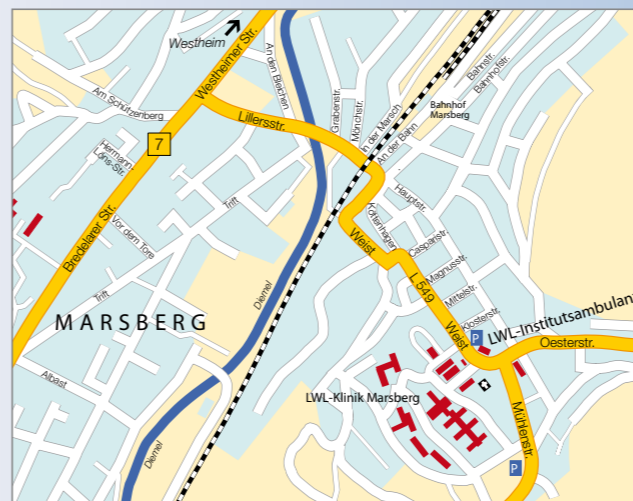 Westheim
Westheimer Str.
An den Bleichen
Am Schützenberg
Lillersstr.
Grabenstr.
Mönchstr.
In der Marsch
An der Bahn
Bahnstr.
Bahnhofstr.
Bahnhof
Marsberg
7
Hermann-
Löns-Str.
Bredelarer Str.
Vor dem Tore
Trift
Trift
Hauptstr.
Kötlenhagen
Weist
Casparistr.
Magnusstr.
Mittelstr.
Klosterstr.
L 549
Weist
Diemel
MARSBERG
P
LWL-Institutsambulan
Oesterstr.
Albast
LWL-Klinik Marsberg
Mühlenstr.
Diemel
P